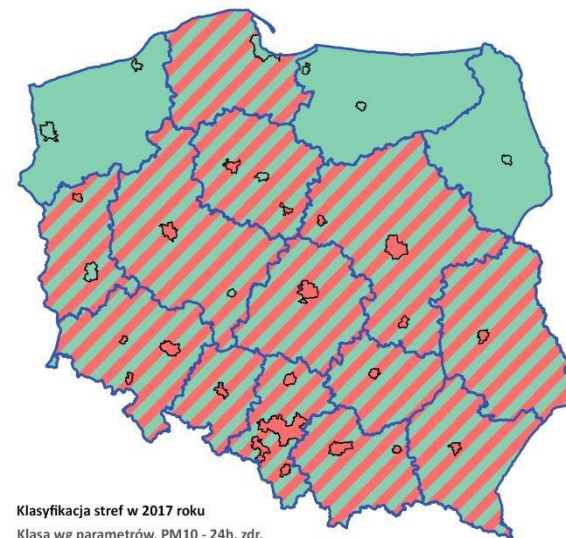 Klasyfikacja stref w 2017 roku
Klasa wg parametrów, PM10 - 24h, zdr.